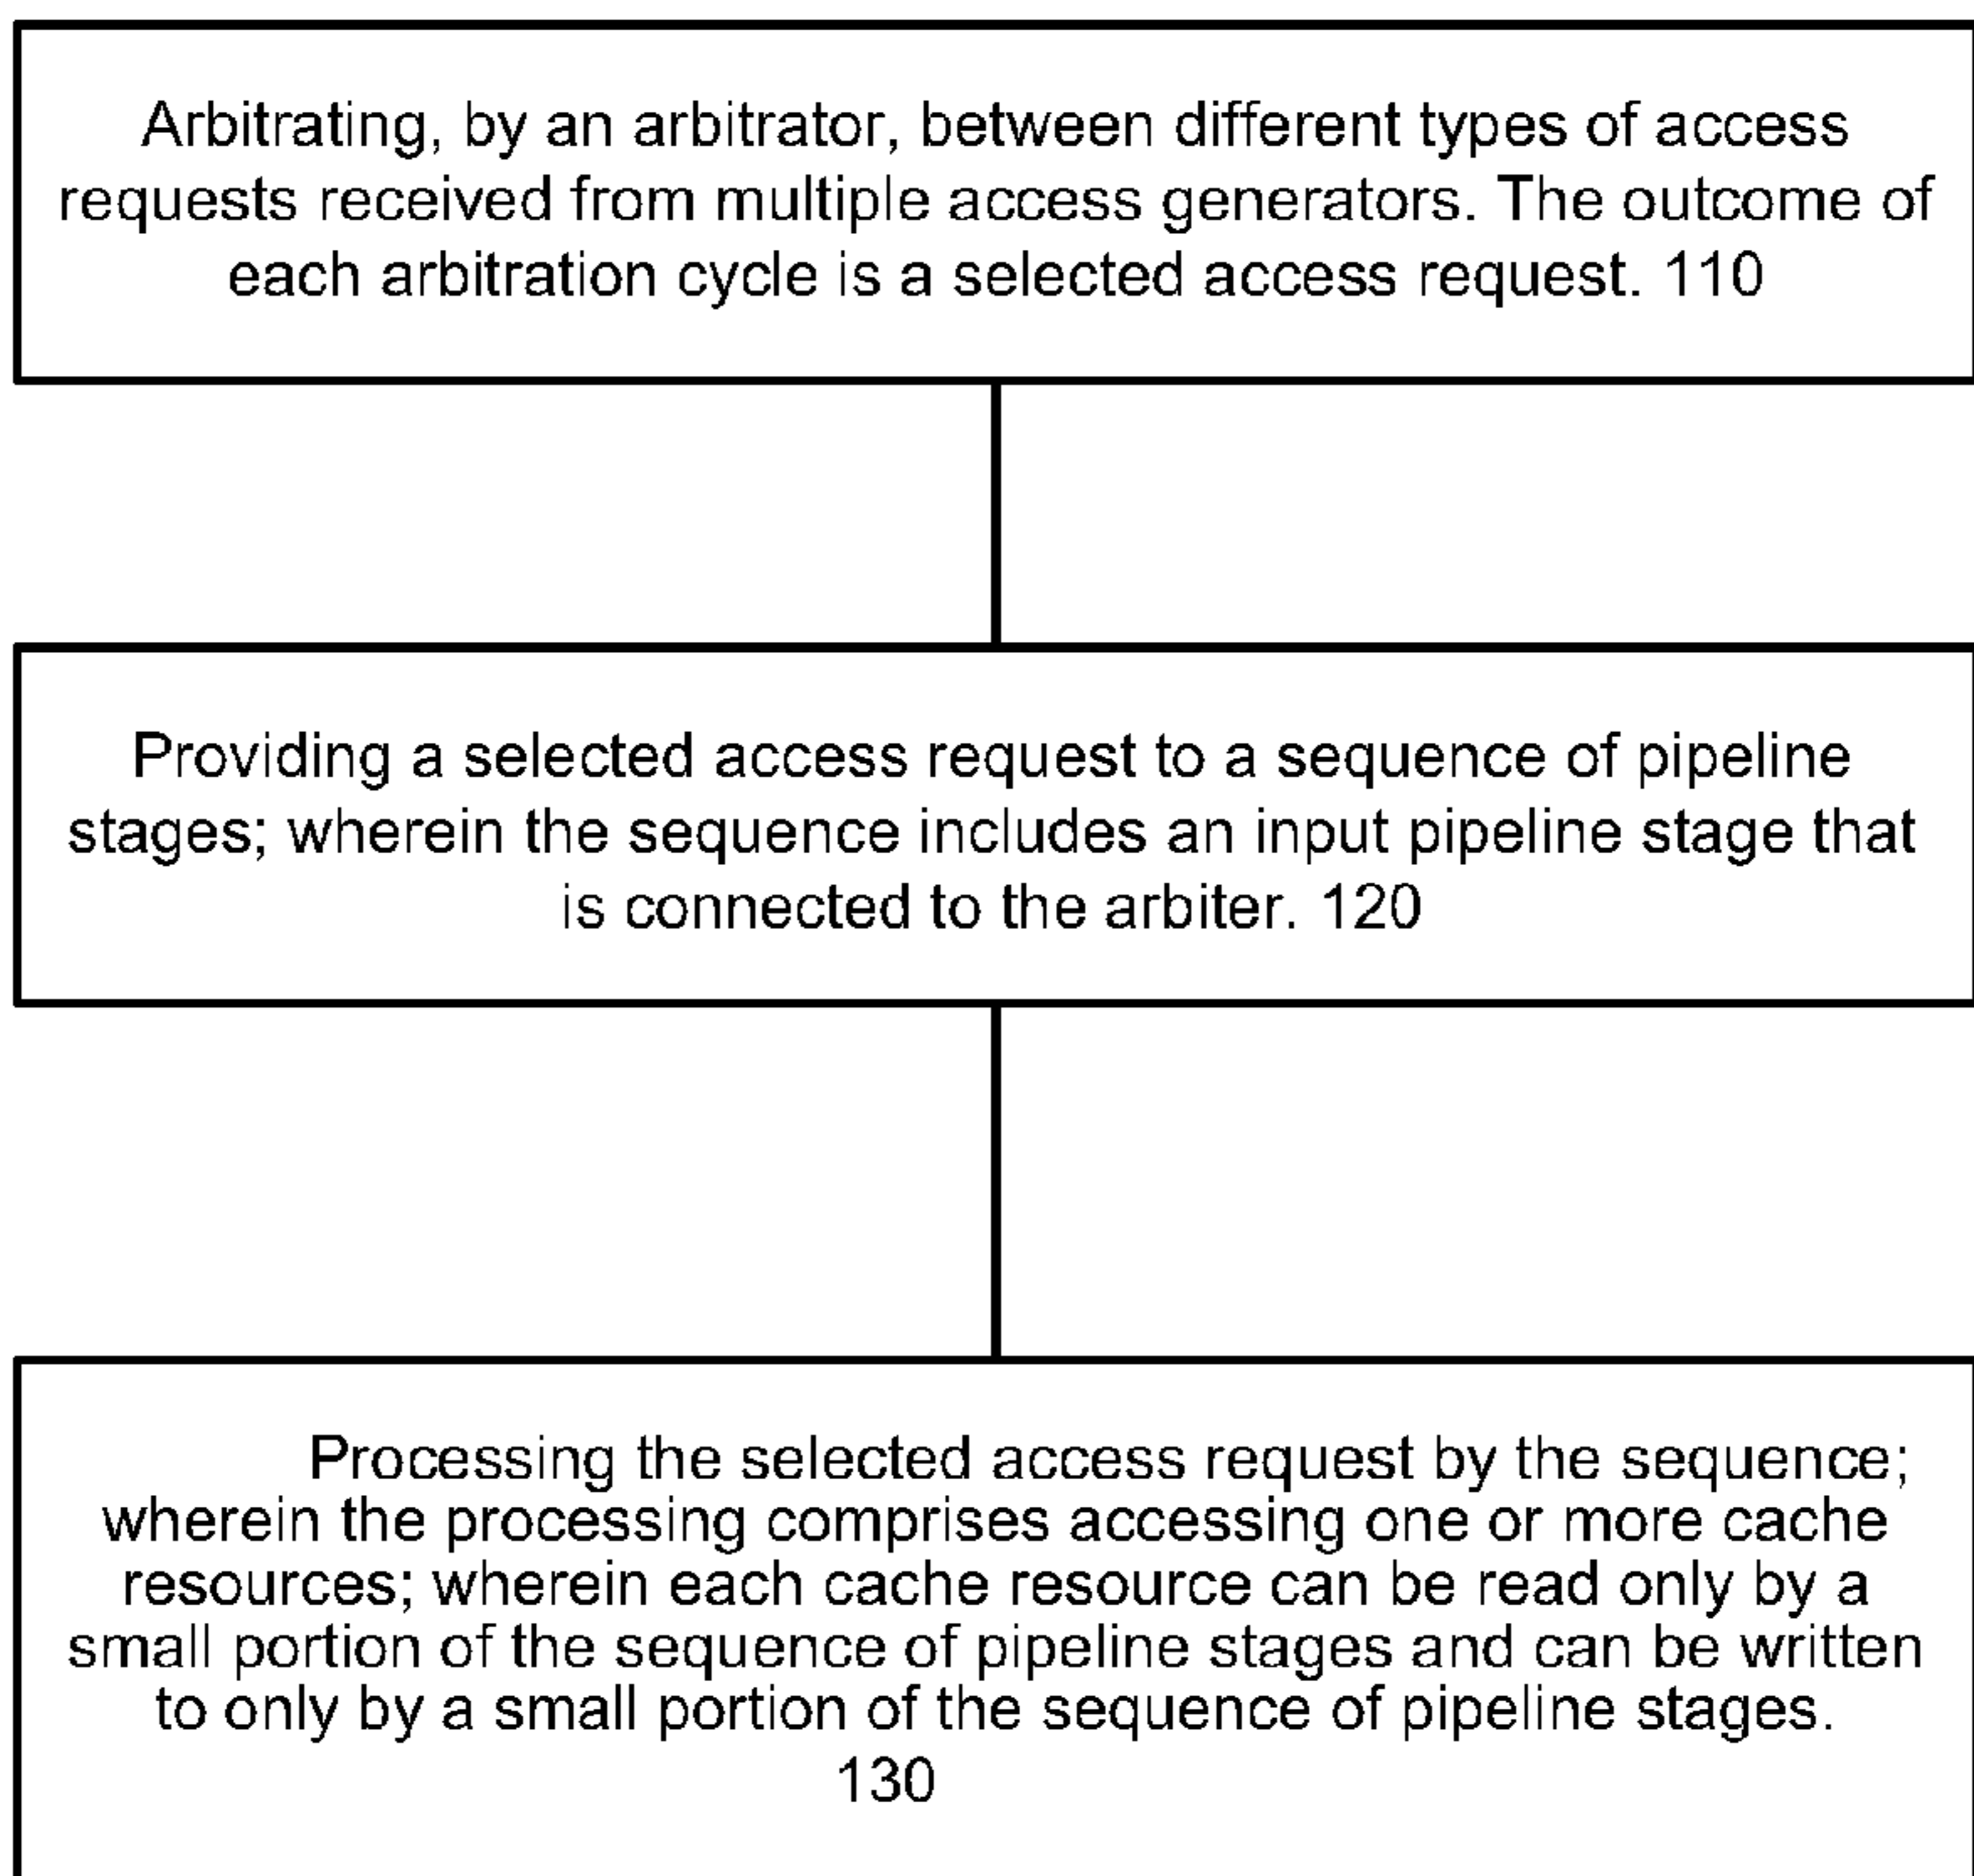 Arbitrating, by an arbitrator, between different types of access
requests received from multiple access generators. The outcome of
each arbitration cycle is a selected access request. 110
Providing a selected access request to a sequence of pipeline
stages; wherein the sequence includes an input pipeline stage that
is connected to the arbiter. 120
Processing the selected access request by the sequence;
wherein the processing comprises accessing one or more cache
resources; wherein each cache resource can be read only by a
small portion of the sequence of pipeline stages and can be written
to only by a small portion of the sequence of pipeline stages.
130